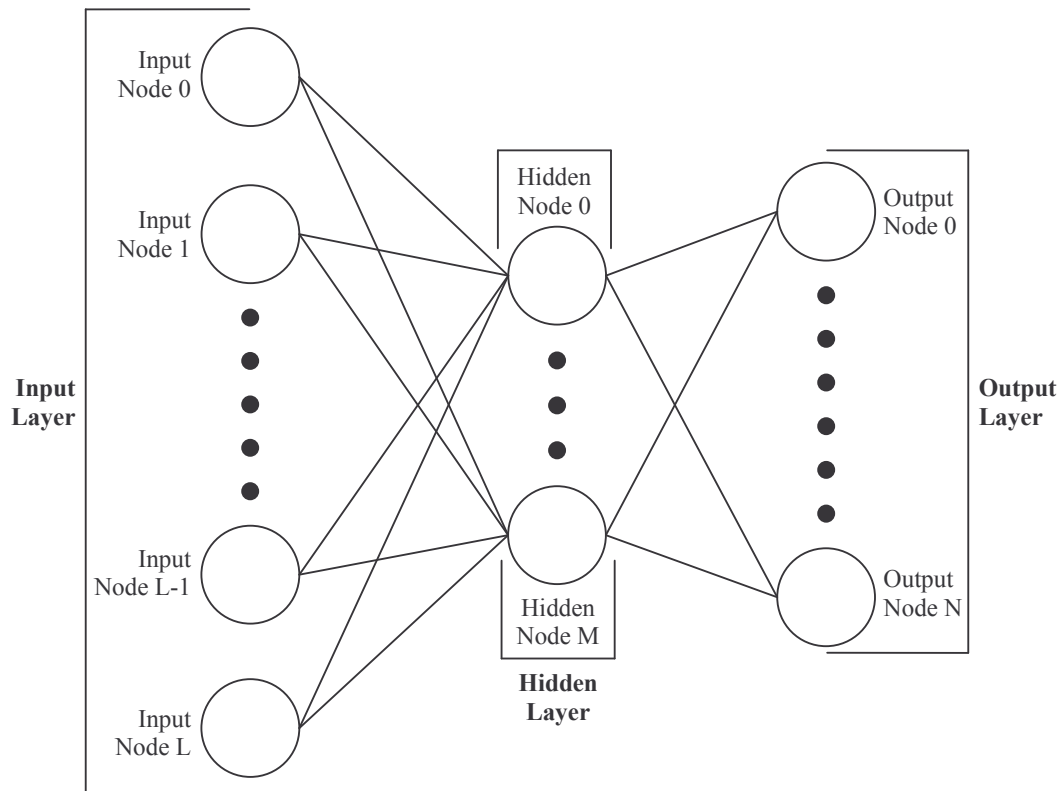 Input
Node 0
Input
Node 1
Input
Layer
Input
Node L-1
Input
Node L
Hidden
Node 0
Hidden
Node M
Hidden
Layer
Output
Node 0
Output
Layer
Output
Node N